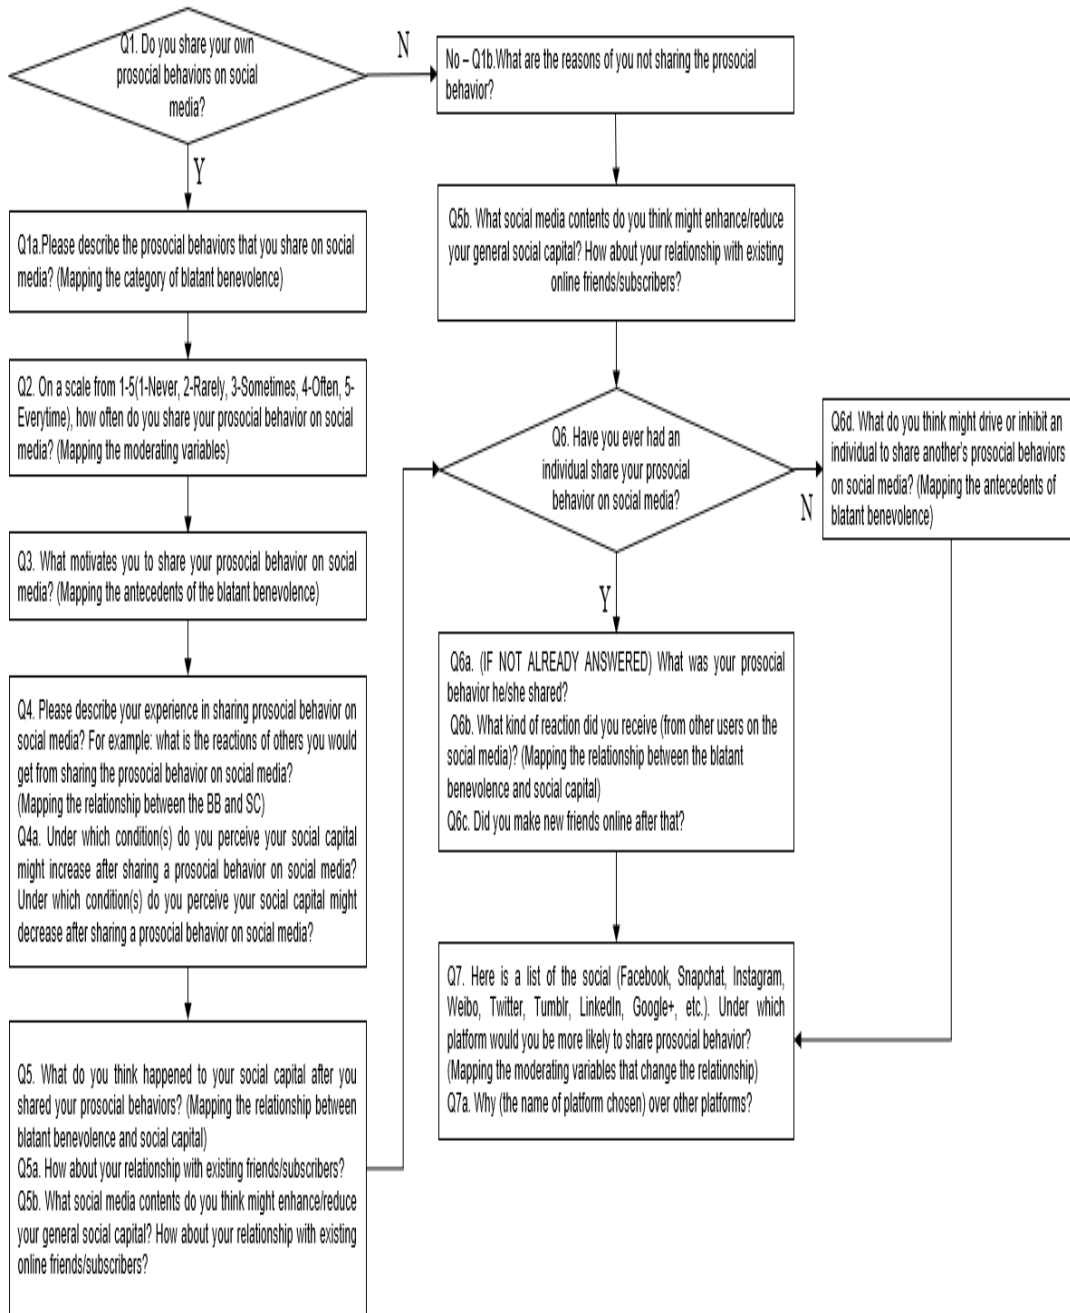 Q1. Do you share your own
prosocial behaviors on social
media?
N
No – Q1b.What are the reasons of you not sharing the prosocial
behavior?
Y
Q1a.Please describe the prosocial behaviors that you share on social
media? (Mapping the category of blatant benevolence)
Q5b. What social media contents do you think might enhance/reduce
your general social capital? How about your relationship with existing
online friends/subscribers?
Q2. On a scale from 1-5(1-Never, 2-Rarely, 3-Sometimes, 4-Often, 5-
Everytime), how often do you share your prosocial behavior on social
media? (Mapping the moderating variables)
Q6. Have you ever had an
individual share your prosocial
behavior on social media?
N
Q6d. What do you think might drive or inhibit an
individual to share another's prosocial behaviors
on social media? (Mapping the antecedents of
blatant benevolence)
Q3. What motivates you to share your prosocial behavior on social
media? (Mapping the antecedents of the blatant benevolence)
Y
Q6a. (IF NOT ALREADY ANSWERED) What was your prosocial
behavior he/she shared?
Q6b. What kind of reaction did you receive (from other users on the
social media)? (Mapping the relationship between the blatant
benevolence and social capital)
Q6c. Did you make new friends online after that?
Q4. Please describe your experience in sharing prosocial behavior on
social media? For example: what is the reactions of others you would
get from sharing the prosocial behavior on social media?
(Mapping the relationship between the BB and SC)
Q4a. Under which condition(s) do you perceive your social capital
might increase after sharing a prosocial behavior on social media?
Under which condition(s) do you perceive your social capital might
decrease after sharing a prosocial behavior on social media?
Q7. Here is a list of the social (Facebook, Snapchat, Instagram,
Weibo, Twitter, Tumblr, LinkedIn, Google+, etc.). Under which
platform would you be more likely to share prosocial behavior?
(Mapping the moderating variables that change the relationship)
Q7a. Why (the name of platform chosen) over other platforms?
Q5. What do you think happened to your social capital after you
shared your prosocial behaviors? (Mapping the relationship between
blatant benevolence and social capital)
Q5a. How about your relationship with existing friends/subscribers?
Q5b. What social media contents do you think might enhance/reduce
your general social capital? How about your relationship with existing
online friends/subscribers?